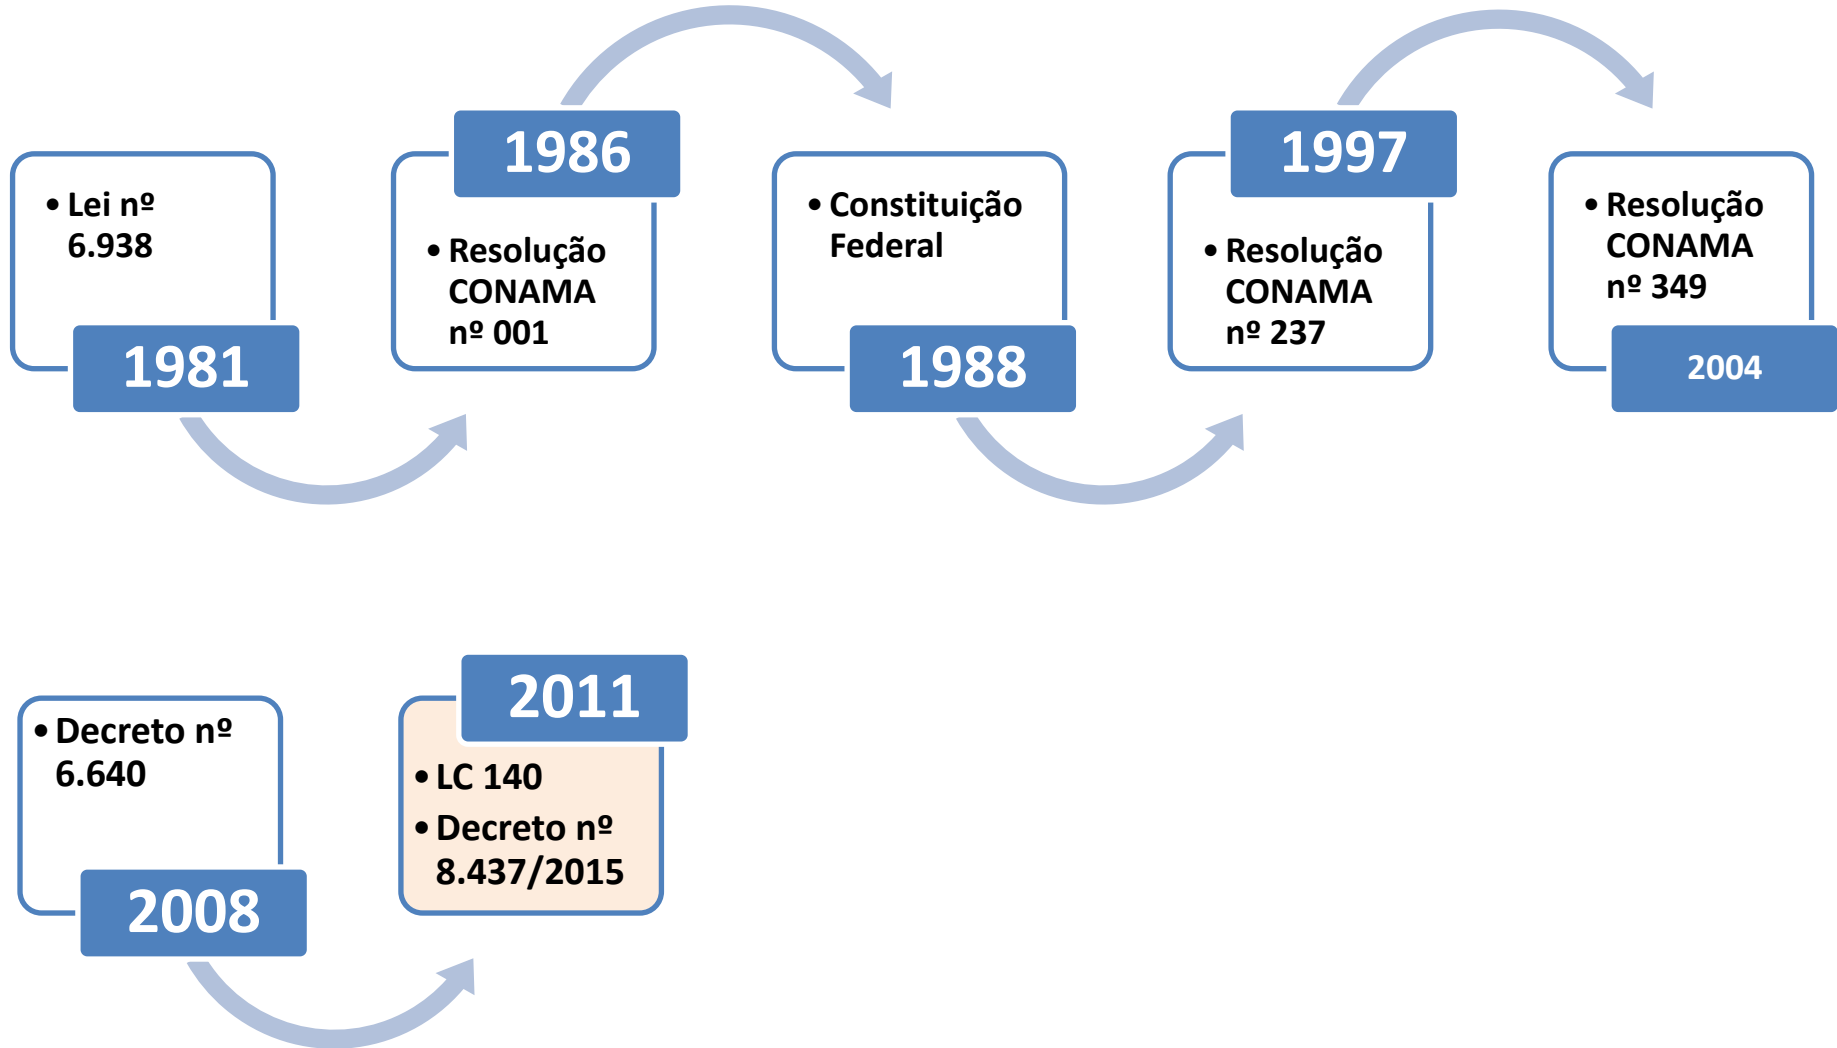 • Lei nº
6.938
1981
1986
• Resolução
CONAMA
nº 001
• Constituição
Federal
1988
1997
• Resolução
CONAMA
nº 237
• Resolução
CONAMA
nº 349
2004
• Decreto nº
6.640
2008
2011
• LC 140
• Decreto nº
8.437/2015